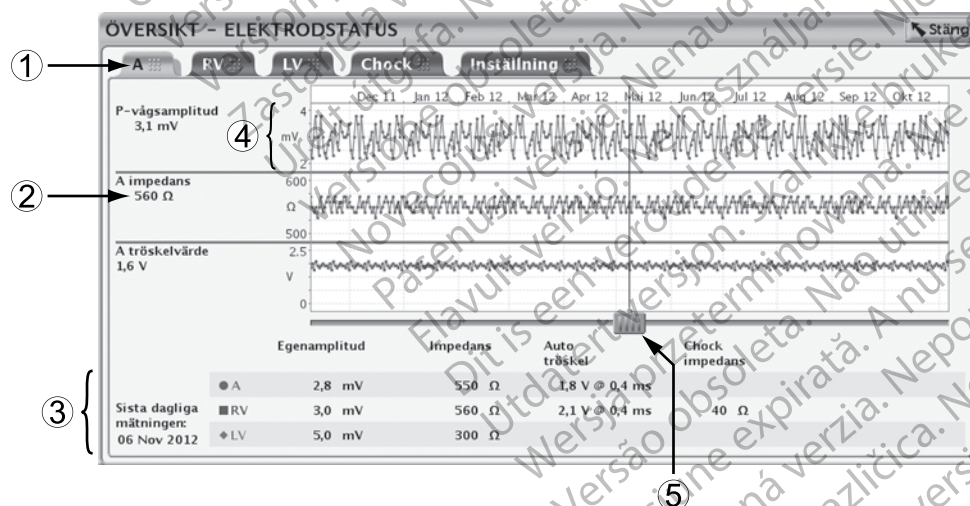 ÖVERSIKT – ELEKTRODSTATUS
Stäng
A RV LV Chock Inställning
Dec 11 Jan 12 Feb 12 Mar 12 Apr 12 Maj 12 Jun 12 Jul 12 Aug 12 Sep 12 Okt 12
P-vågsamplitud
3,1 mV
4
mV
2
A impedans
560 Ω
600
Ω
500
A tröskelvärde
1,6 V
2.5
V
0
Egenamplitud Impedans Auto tröskel Chock impedans
A 2,8 mV 550 Ω 1,8 V @ 0,4 ms
RV 3,0 mV 560 Ω 2,1 V @ 0,4 ms 40 Ω
LV 5,0 mV 300 Ω
Sista dagliga
mätningen:
06 Nov 2012
1
2
3
4
5